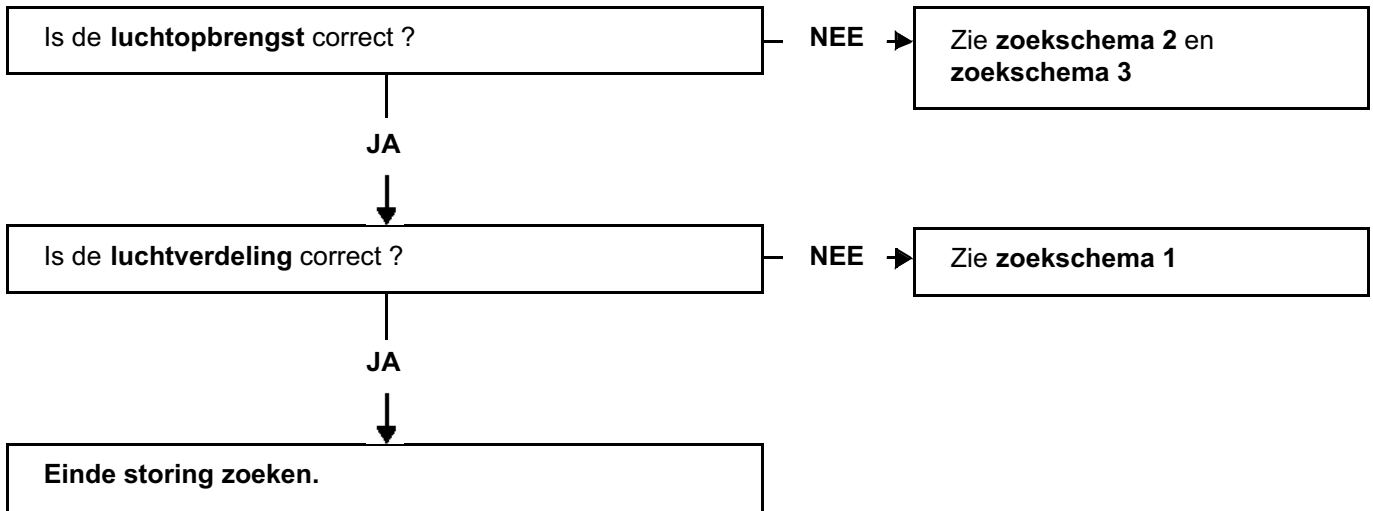 Is de luchtopbrengst correct ?
NEE
Zie zoekschema 2 en
zoekschema 3
JA
Is de luchtverdeling correct ?
NEE
Zie zoekschema 1
JA
Einde storing zoeken.